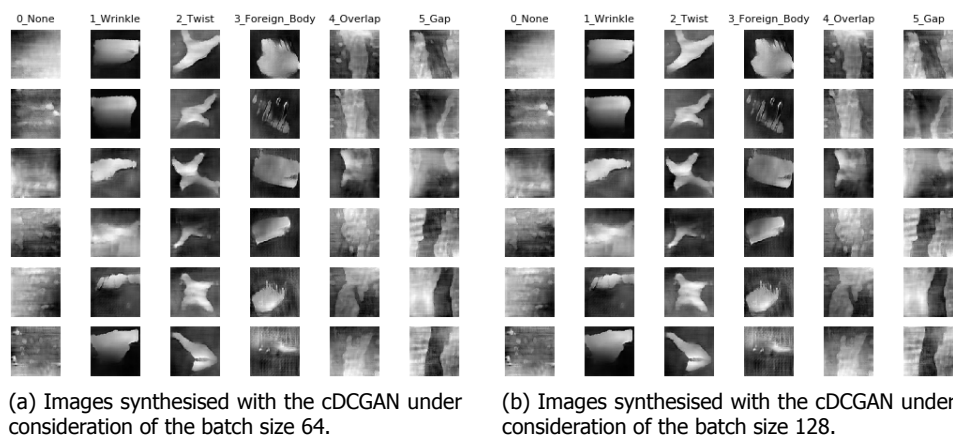 0_None 1_Wrinkle 2_Twist 3_Foreign_Body 4_Overlap 5_Gap
0_None 1_Wrinkle 2_Twist 3_Foreign_Body 4_Overlap 5_Gap
(a) Images synthesised with the cDCGAN under
consideration of the batch size 64.
(b) Images synthesised with the cDCGAN under
consideration of the batch size 128.